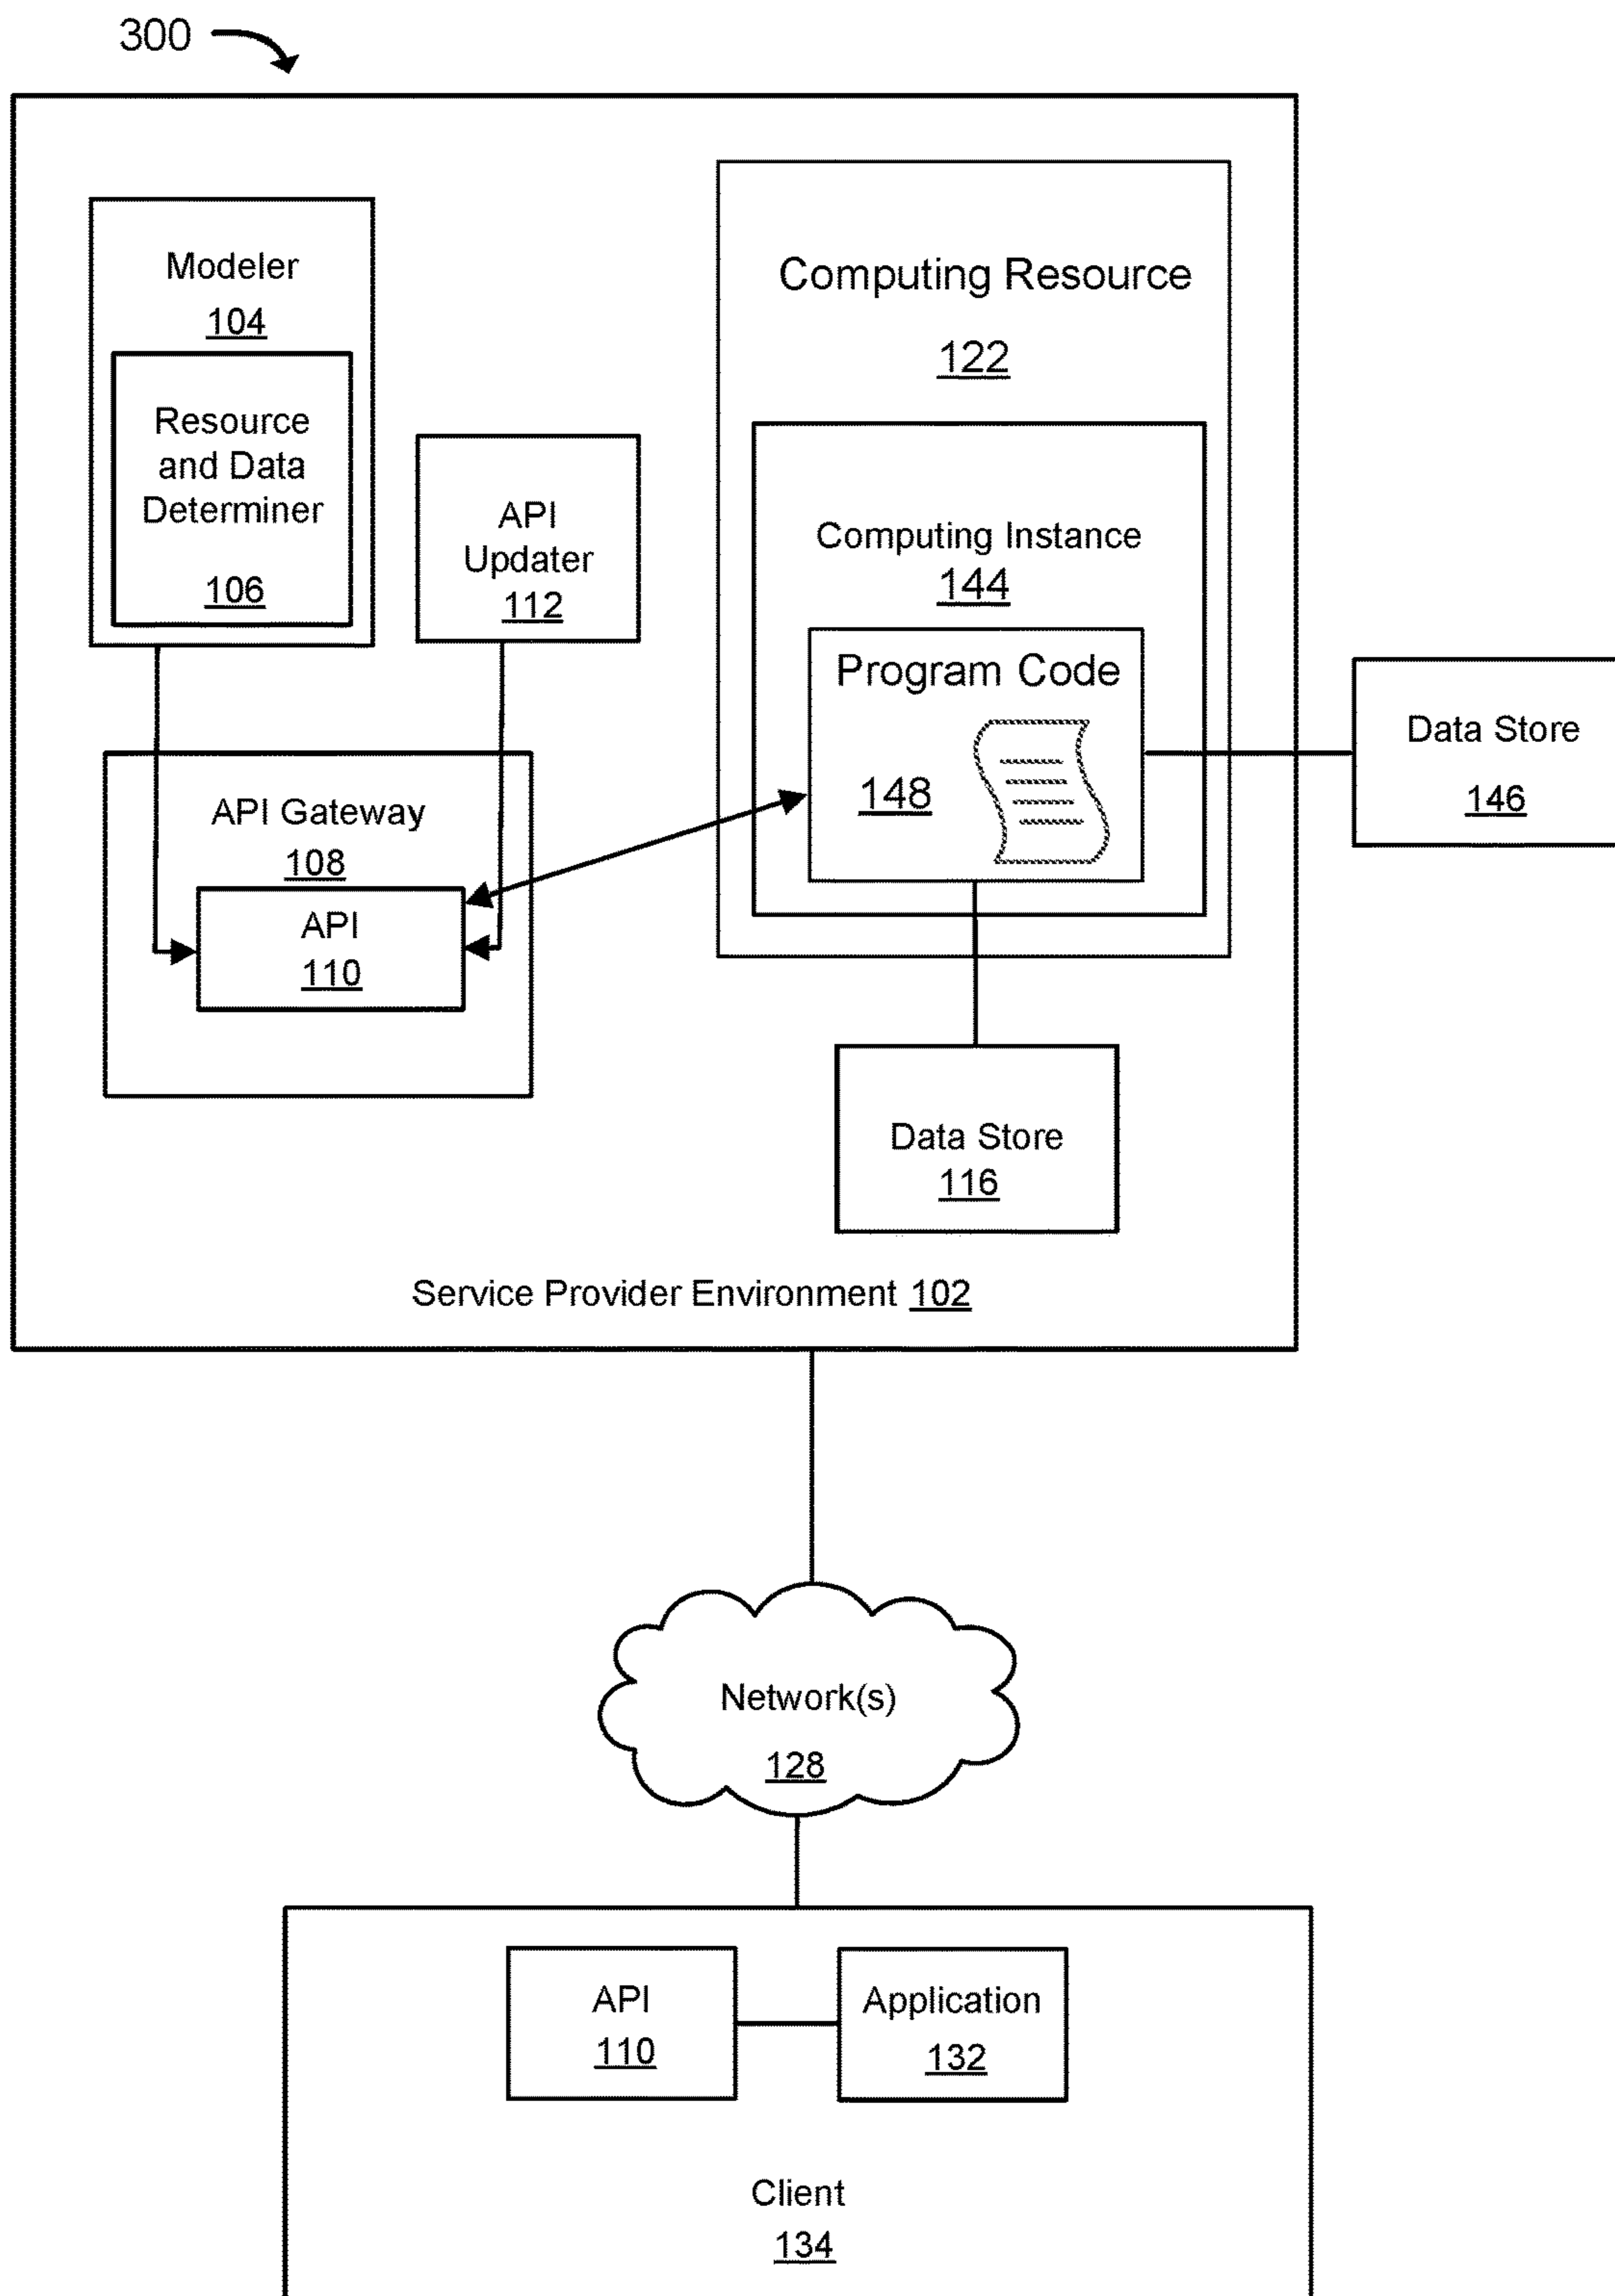 300
Modeler
104
Resource
and Data
Determiner
106
API
Updater
112
Computing Resource
122
Computing Instance
144
Program Code
148
Data Store
146
API Gateway
108
API
110
Data Store
116
Service Provider Environment 102
Network(s)
128
API
110
Application
132
Client
134